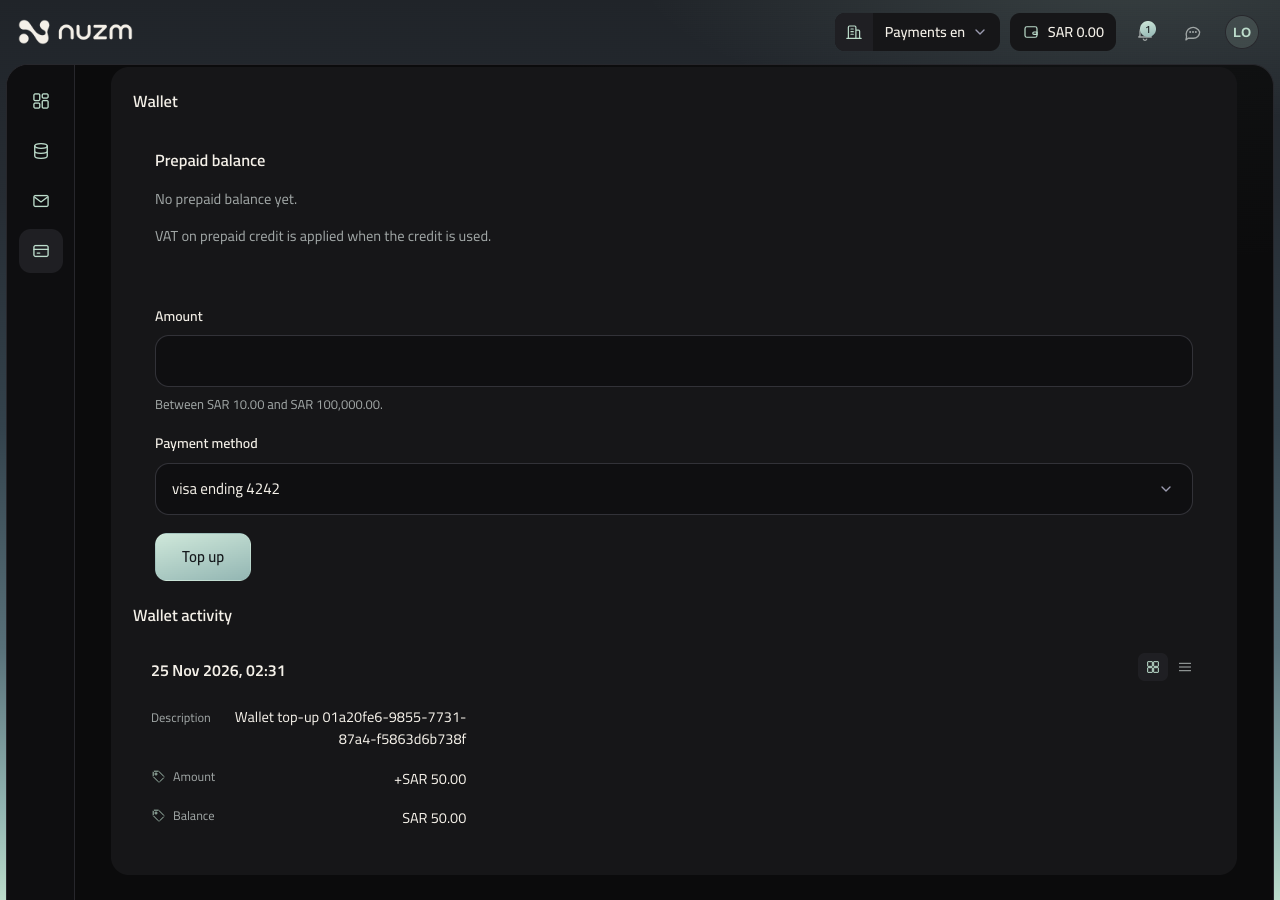 nuzm
Payments en
SAR 0.00
1
LO
Wallet
Prepaid balance
No prepaid balance yet.
VAT on prepaid credit is applied when the credit is used.
Amount
Between SAR 10.00 and SAR 100,000.00.
Payment method
visa ending 4242
Top up
Wallet activity
25 Nov 2026, 02:31
Description Wallet top-up 01a20fe6-9855-7731-
87a4-f5863d6b738f
Amount +SAR 50.00
Balance SAR 50.00